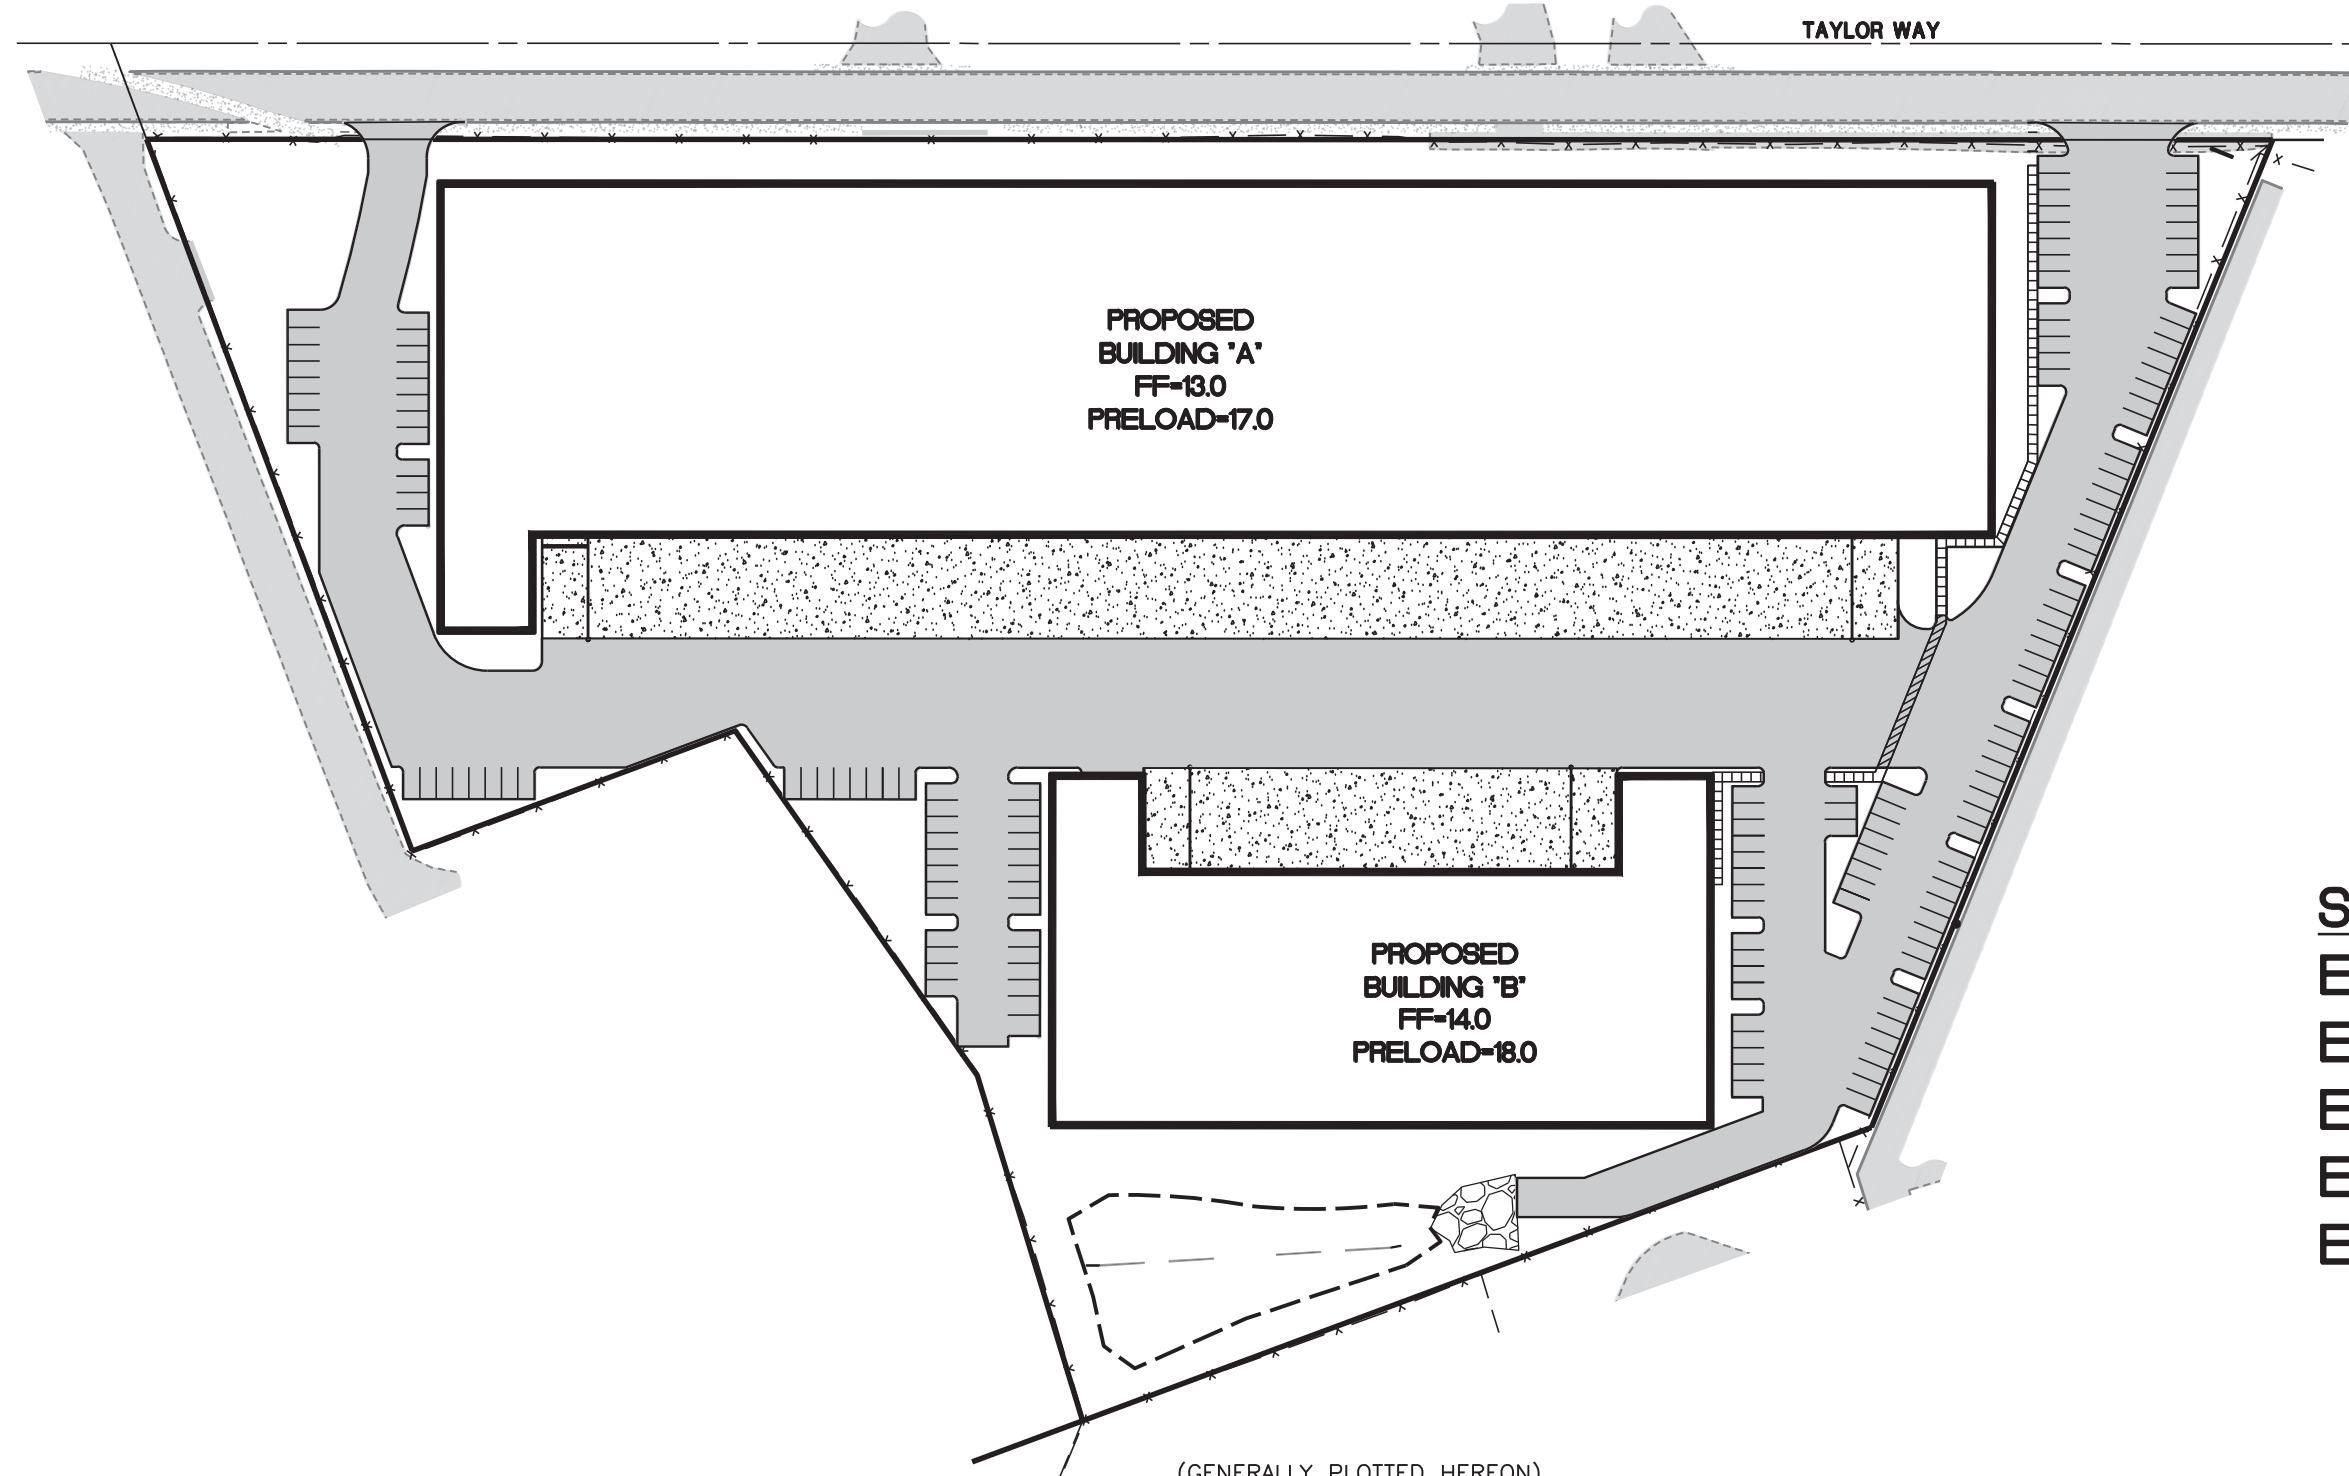 TAYLOR WAY
PROPOSED
BUILDING "A"
FF=13.0
PRELOAD=17.0
PROPOSED
BUILDING "B"
FF=14.0
PRELOAD=18.0
S
E
E
E
E
E
(GENERALLY PLOTTED HEREON)